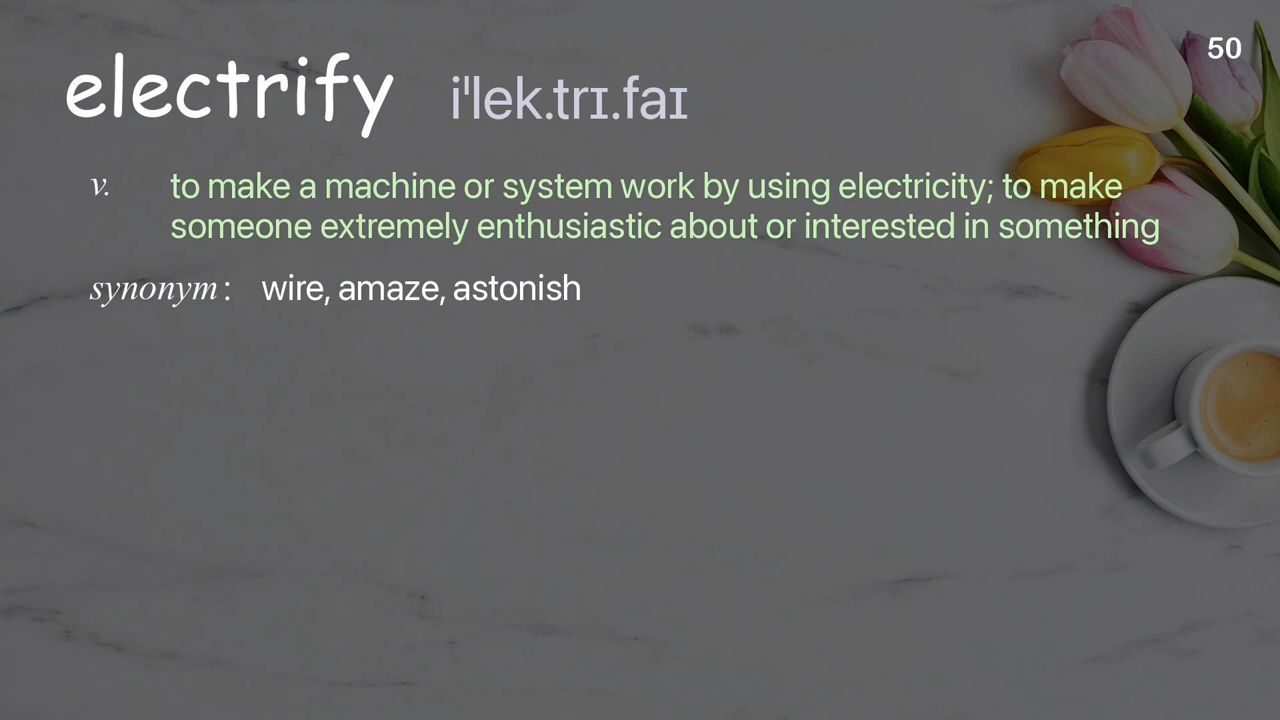 50
electrify iˈlek.trɪ.faɪ
v. to make a machine or system work by using electricity; to make
someone extremely enthusiastic about or interested in something
synonym : wire, amaze, astonish